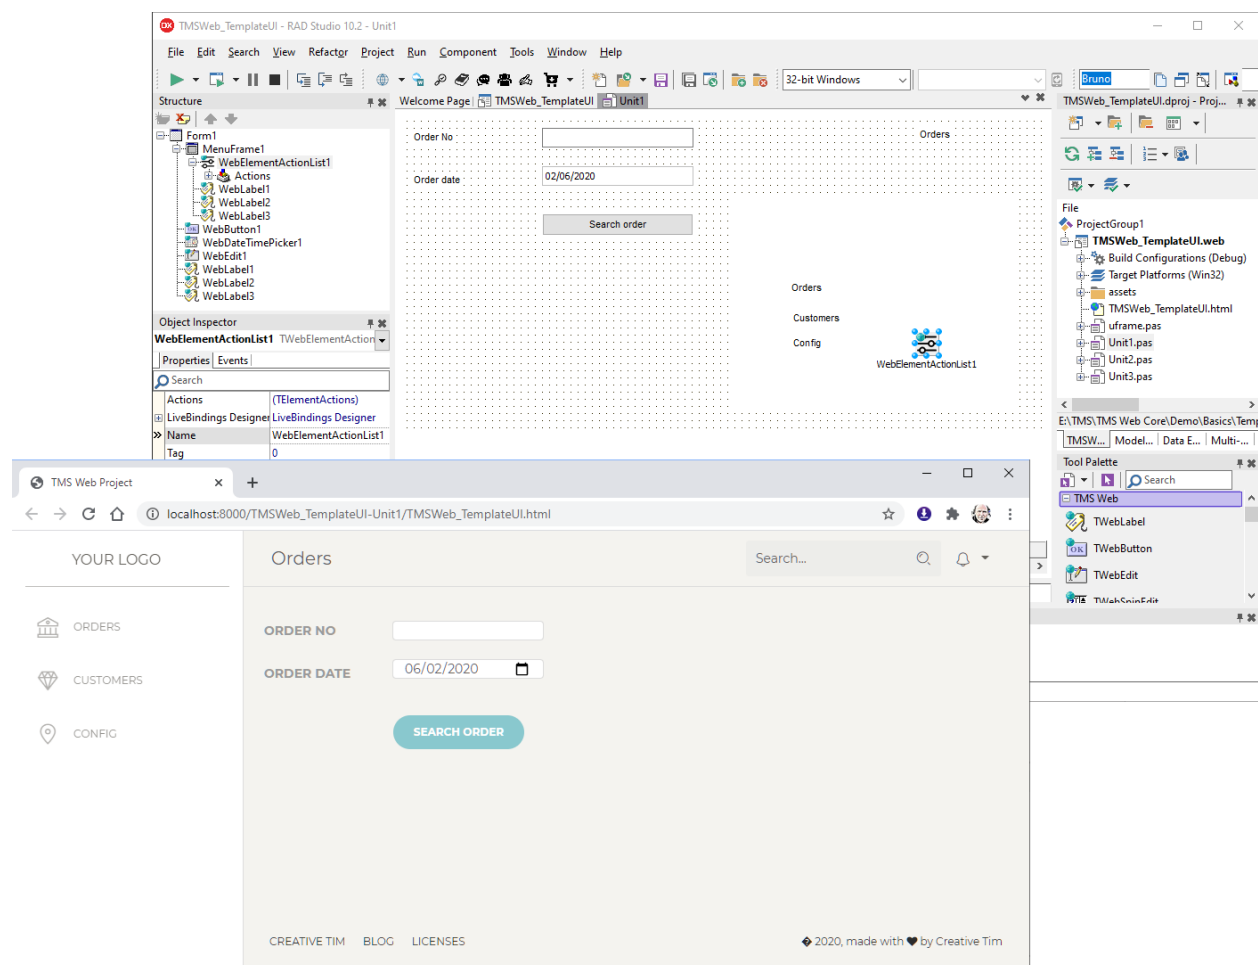 TMSWeb_TemplateUI - RAD Studio 10.2 - Unit1
File Edit Search View Refactor Project Run Component Tools Window Help
32-bit Windows
Bruno
Structure
Welcome Page TMSWeb_TemplateUI Unit1
TMSWeb_TemplateUI.dproj - Proj...
Form1
MenuFrame1
WebElementActionList1
Actions
WebLabel1
WebLabel2
WebLabel3
WebButton1
WebDateTimePicker1
WebEdit1
WebLabel1
WebLabel2
WebLabel3
Order No
Orders
Order date
02/06/2020
Search order
Orders
Customers
Config
WebElementActionList1
File
ProjectGroup1
TMSWeb_TemplateUI.web
Build Configurations (Debug)
Target Platforms (Win32)
assets
TMSWeb_TemplateUI.html
uframe.pas
Unit1.pas
Unit2.pas
Unit3.pas
E:\TMS\TMS Web Core\Demo\Basics\Temp
TMSW... Model... Data E... Multi-...
Object Inspector
WebElementActionList1 TWebElementAction
Properties Events
Search
Actions (TElementActions)
LiveBindings Designer LiveBindings Designer
Name WebElementActionList1
Tag 0
Tool Palette
Search
TMS Web
TWebLabel
TWebButton
TWebEdit
TWebSpinEdit
TMS Web Project
localhost:8000/TMSWeb_TemplateUI-Unit1/TMSWeb_TemplateUI.html
YOUR LOGO
Orders
Search...
ORDERS
CUSTOMERS
CONFIG
ORDER NO
ORDER DATE
06/02/2020
SEARCH ORDER
CREATIVE TIM BLOG LICENSES
� 2020, made with ♥ by Creative Tim